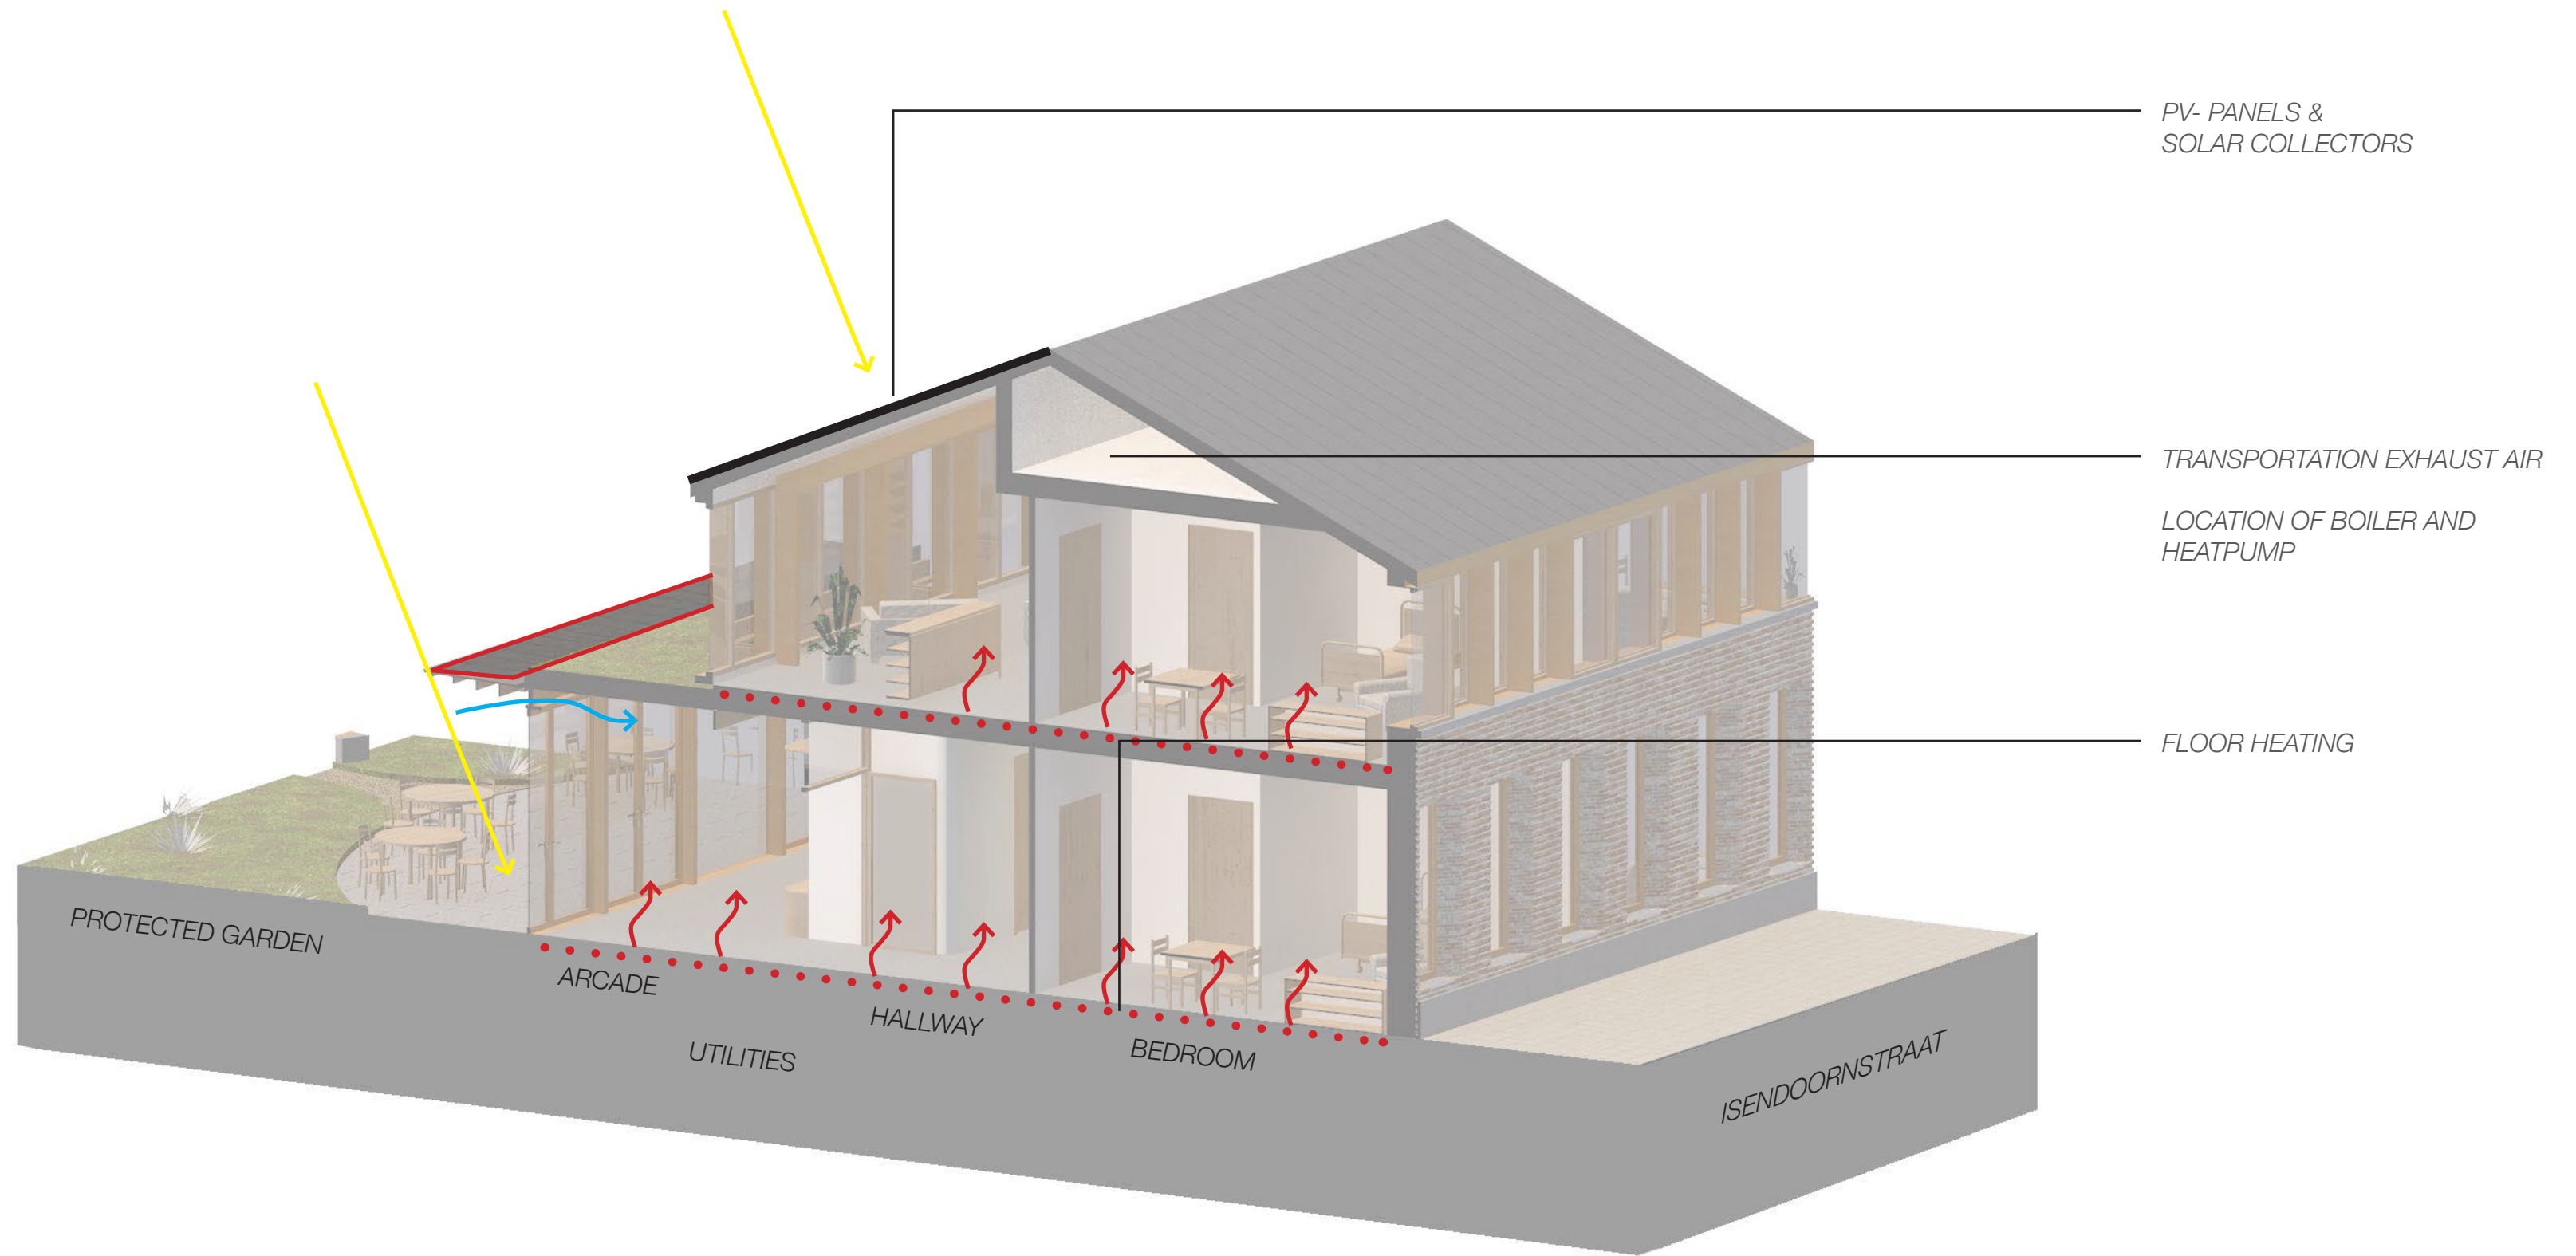 PV- PANELS &
SOLAR COLLECTORS
TRANSPORTATION EXHAUST AIR
LOCATION OF BOILER AND
HEATPUMP
FLOOR HEATING
PROTECTED GARDEN
ARCADE
UTILITIES
HALLWAY
BEDROOM
ISENDOORNSTRAAT